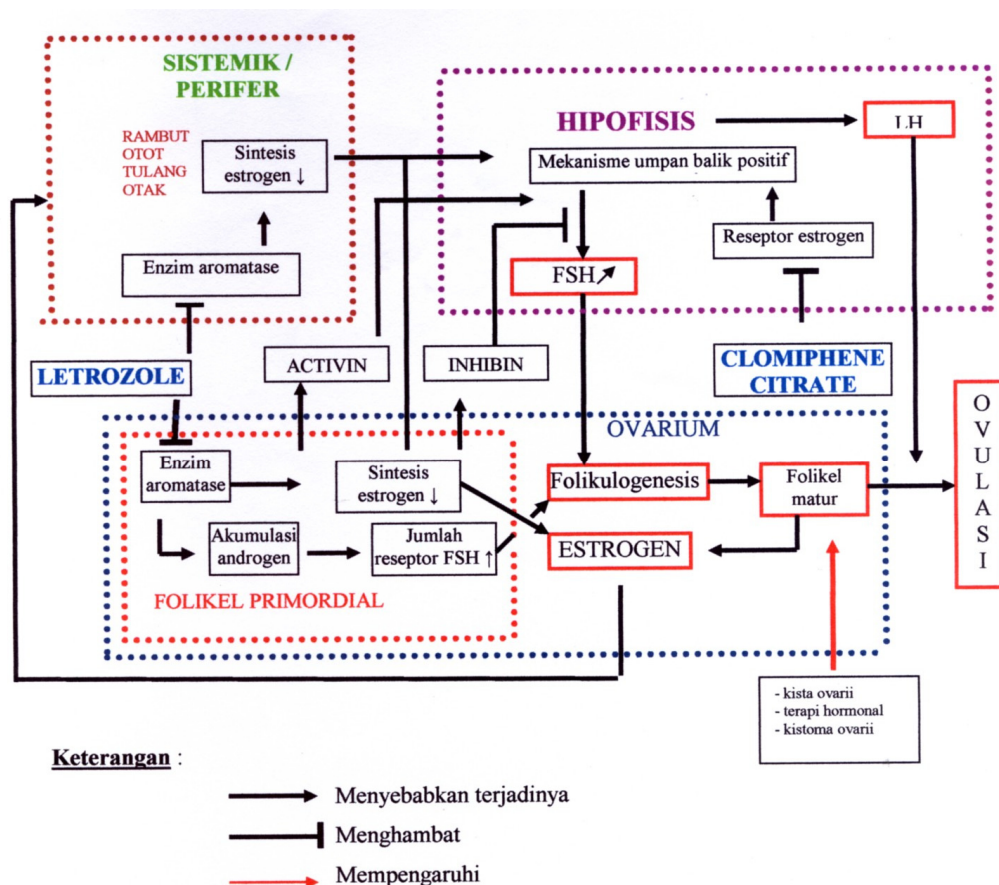 SISTEMIK /
PERIFER
RAMBUT
OTOT
TULANG
OTAK
Sintesis
estrogen ↓
Enzim aromatase
HIPOFISIS
LH
Mekanisme umpan balik positif
Reseptor estrogen
FSH
LETROZOLE
ACTIVIN
INHIBIN
CLOMIPHENE
CITRATE
OVARIUM
Enzim
aromatase
Sintesis
estrogen ↓
Akumulasi
androgen
Jumlah
reseptor FSH ↑
FOLIKEL PRIMORDIAL
Folikulogenesis
ESTROGEN
Folikel
matur
O
V
U
L
A
S
I
- kista ovarii
- terapi hormonal
- kistoma ovarii
Keterangan :
Menyebabkan terjadinya
Menghambat
Mempengaruhi